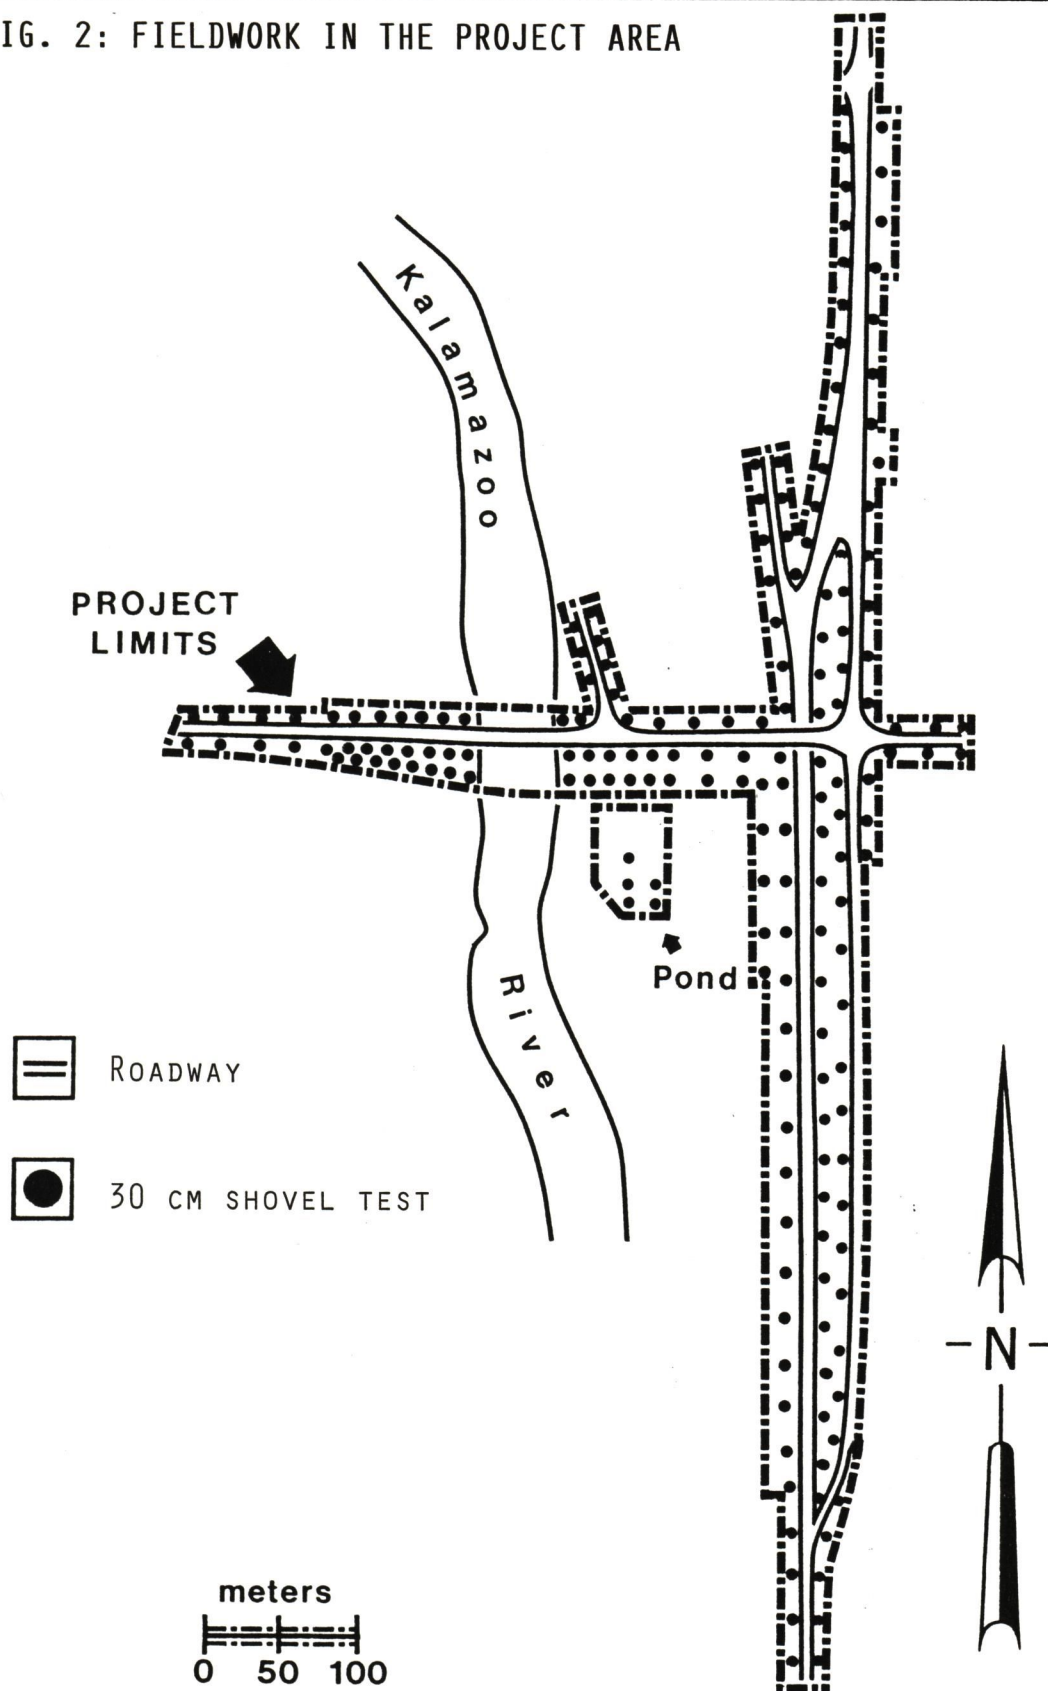 IG. 2: FIELDWORK IN THE PROJECT AREA
Kalamazoo
PROJECT
LIMITS
Pond
River
ROADWAY
30 CM SHOVEL TEST
N
meters
0 50 100